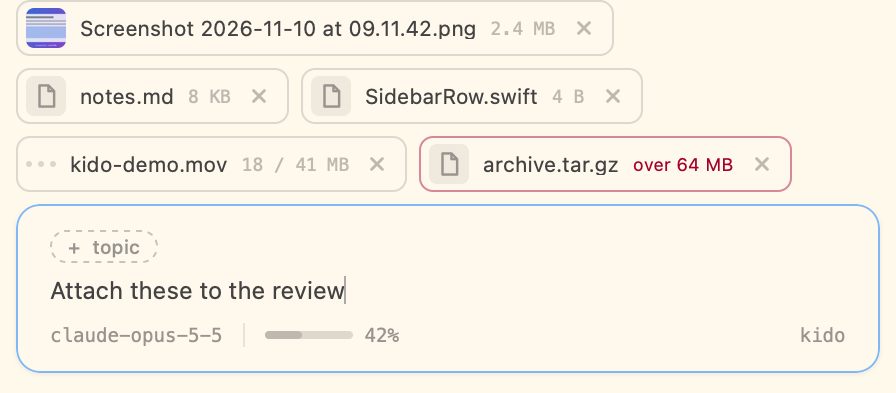 Screenshot 2026-11-10 at 09.11.42.png 2.4 MB
notes.md 8 KB SidebarRow.swift 4 B
kido-demo.mov 18 / 41 MB archive.tar.gz over 64 MB
+ topic
Attach these to the review
claude-opus-5-5 42% kido